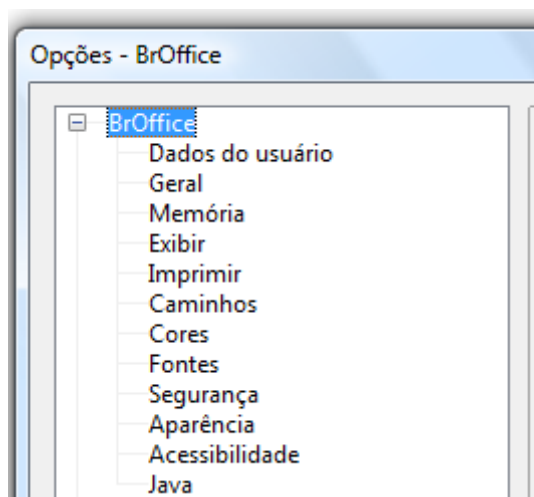 Opções - BrOffice
BrOffice
Dados do usuário
Geral
Memória
Exibir
Imprimir
Caminhos
Cores
Fontes
Segurança
Aparência
Acessibilidade
Java